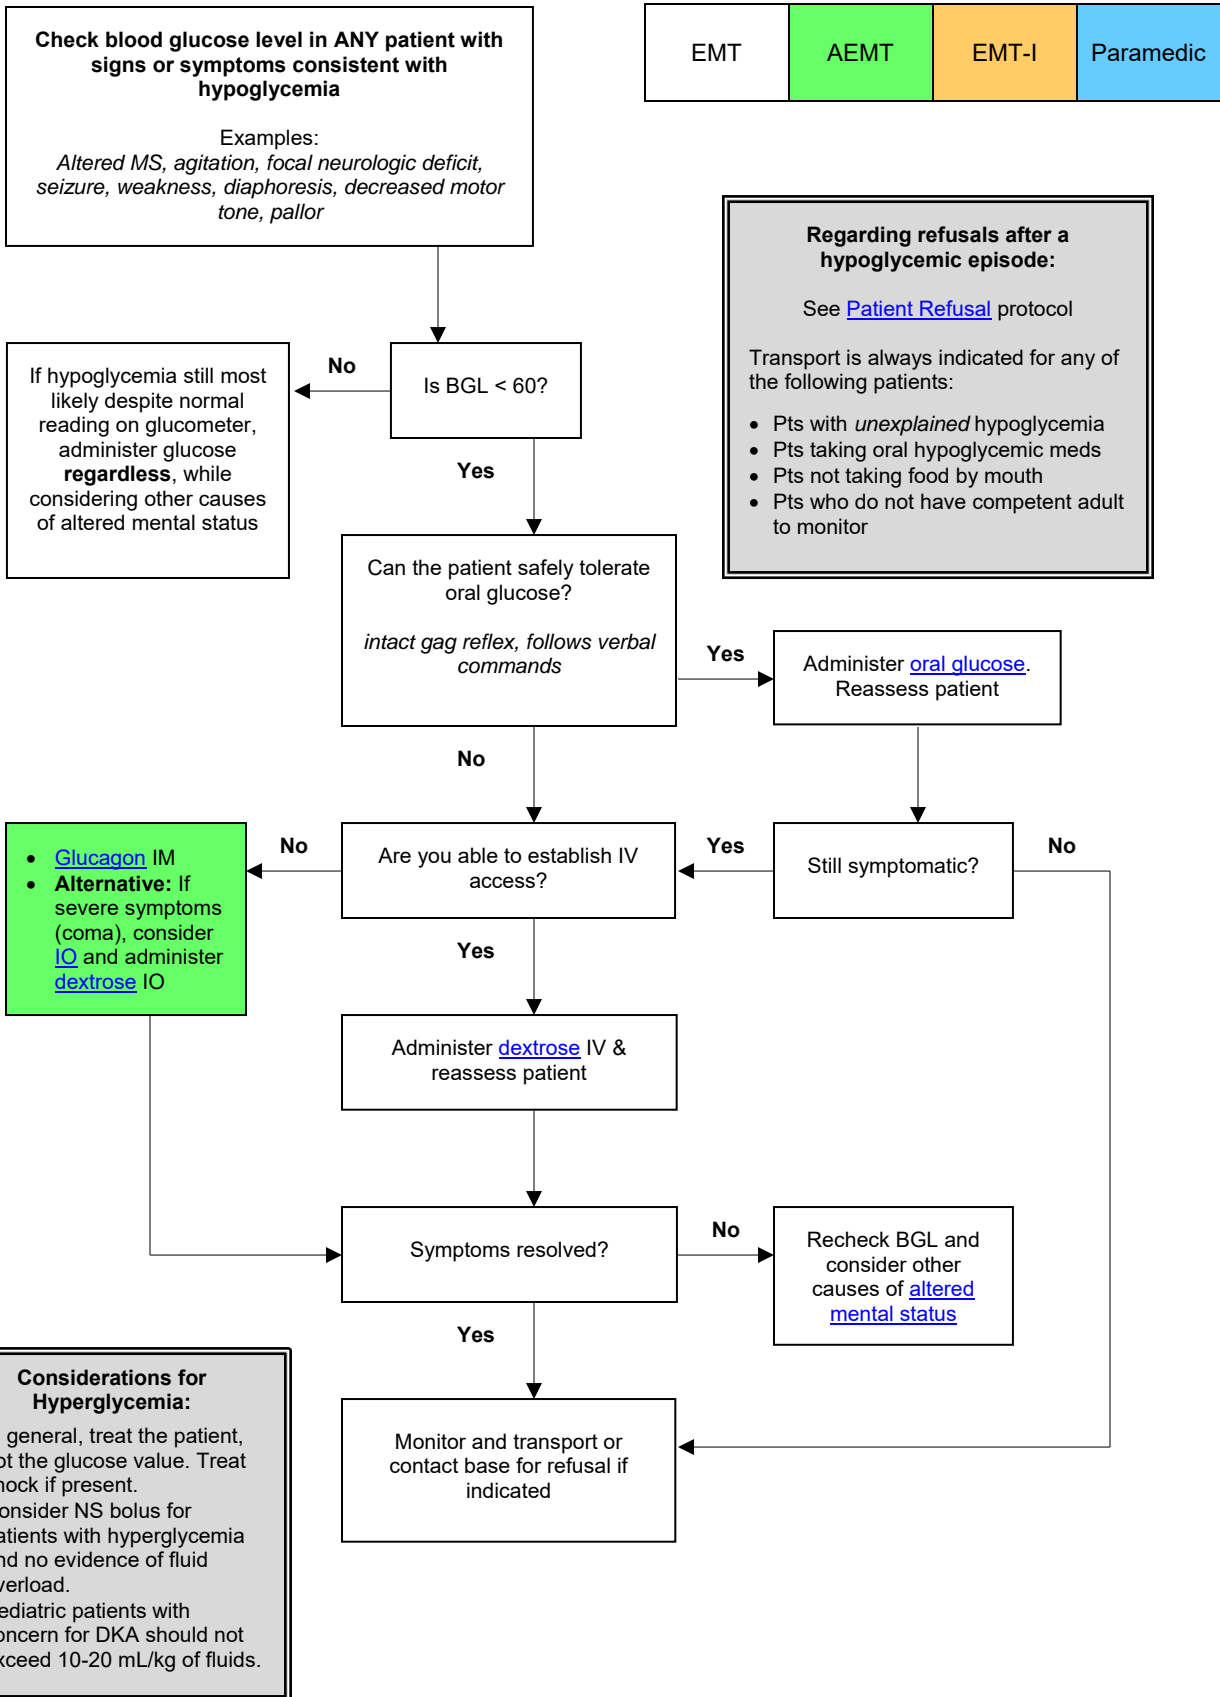 Check blood glucose level in ANY patient with
signs or symptoms consistent with
hypoglycemia
Examples:
Altered MS, agitation, focal neurologic deficit,
seizure, weakness, diaphoresis, decreased motor
tone, pallor
EMT
AEMT
EMT-I
Paramedic
Regarding refusals after a
hypoglycemic episode:
See Patient Refusal protocol
Transport is always indicated for any of
the following patients:
• Pts with unexplained hypoglycemia
• Pts taking oral hypoglycemic meds
• Pts not taking food by mouth
• Pts who do not have competent adult
to monitor
Is BGL < 60?
No
If hypoglycemia still most
likely despite normal
reading on glucometer,
administer glucose
regardless, while
considering other causes
of altered mental status
Yes
Can the patient safely tolerate
oral glucose?
intact gag reflex, follows verbal
commands
Yes
Administer oral glucose.
Reassess patient
No
Are you able to establish IV
access?
Yes
Still symptomatic?
No
No
• Glucagon IM
• Alternative: If
severe symptoms
(coma), consider
IO and administer
dextrose IO
Yes
Administer dextrose IV &
reassess patient
Symptoms resolved?
No
Recheck BGL and
consider other
causes of altered
mental status
Yes
Monitor and transport or
contact base for refusal if
indicated
Considerations for
Hyperglycemia:
general, treat the patient,
the glucose value. Treat
if present.
NS bolus for
with hyperglycemia
no evidence of fluid
patients with
for DKA should not
10-20 mL/kg of fluids.